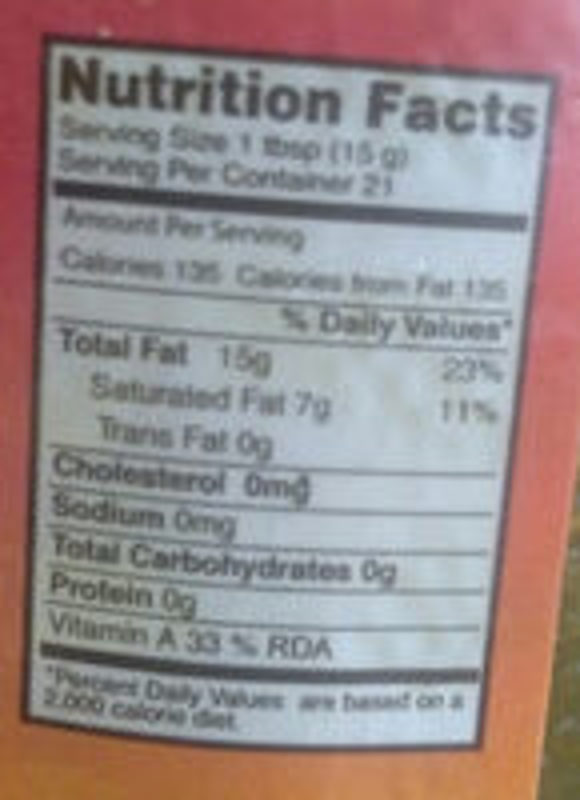 Nutrition Facts
Serving Size 1 tbsp (15 g)
Serving Per Container 21
Amount Per Serving
Calories 135 Calories from Fat 135
% Daily Values*
Total Fat 15g 23%
Saturated Fat 7g 11%
Trans Fat 0g
Cholesterol 0mg
Sodium 0mg
Total Carbohydrates 0g
Protein 0g
Vitamin A 33 % RDA
*Percent Daily Values are based on a
2,000 calorie diet.